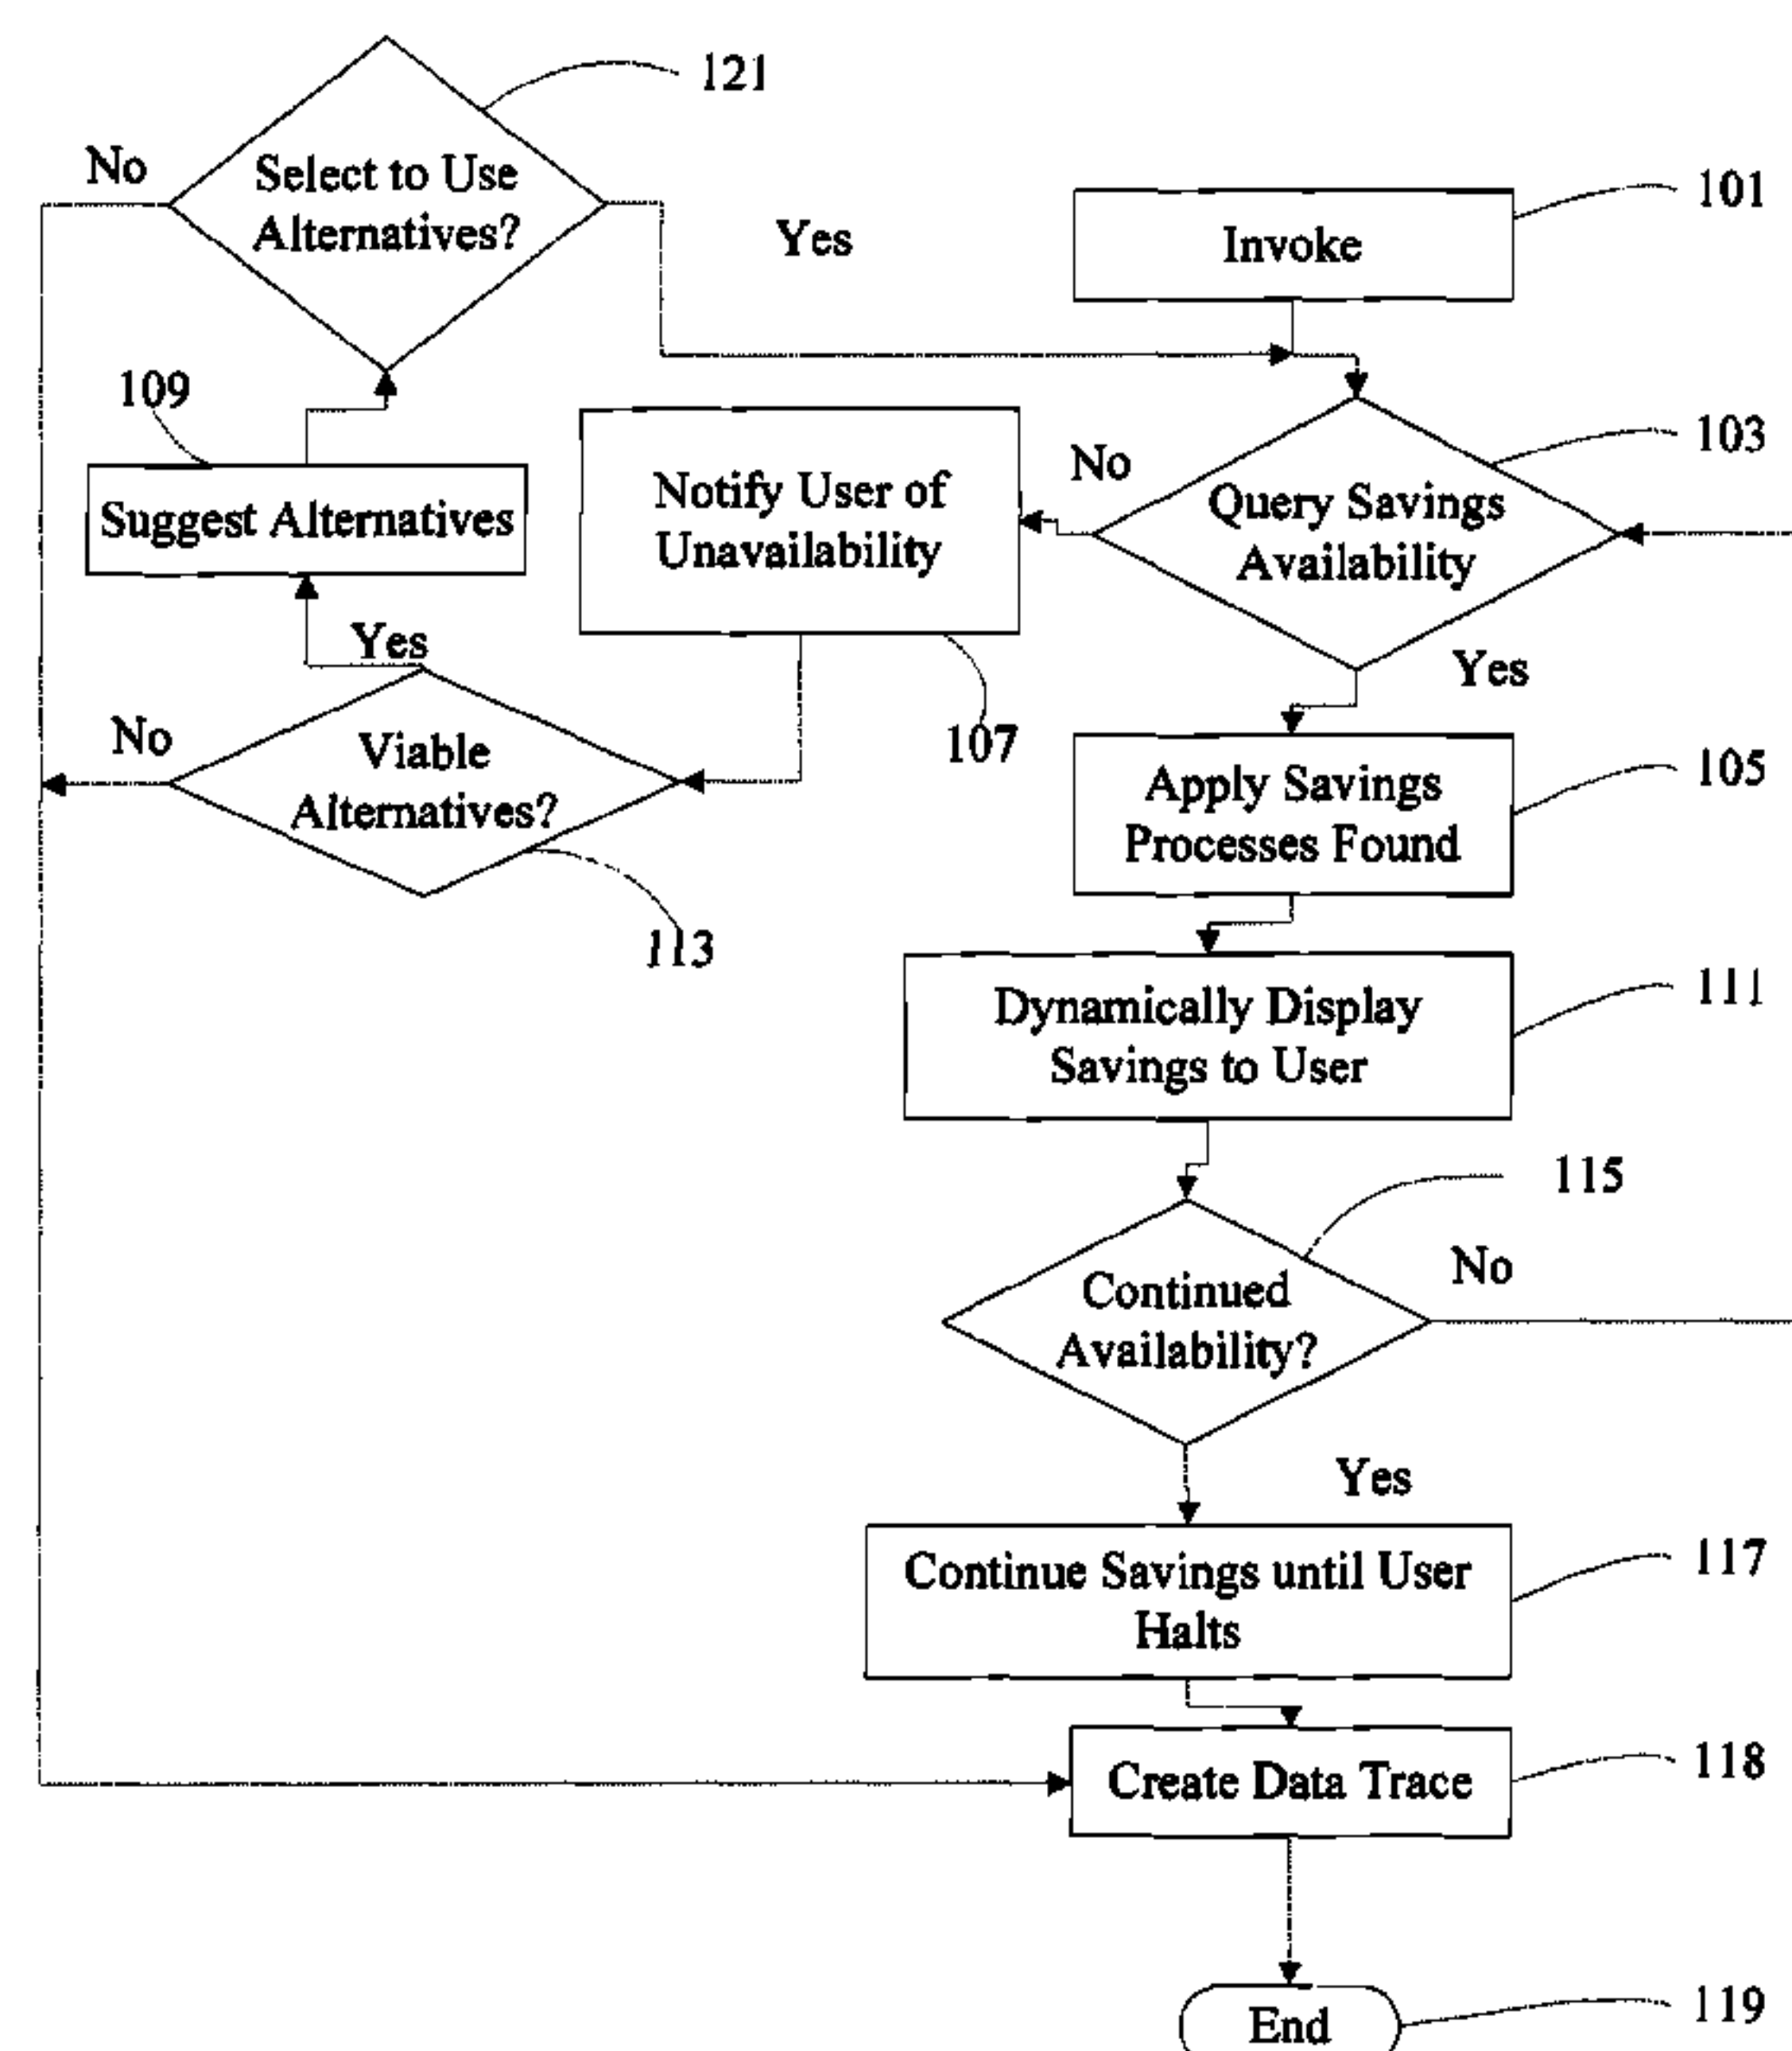 121
No
Select to Use
Alternatives?
Yes
101
Invoke
109
Suggest Alternatives
Notify User of
Unavailability
No
103
Query Savings
Availability
Yes
Yes
107
No
Viable
Alternatives?
113
105
Apply Savings
Processes Found
111
Dynamically Display
Savings to User
115
No
Continued
Availability?
Yes
117
Continue Savings until User
Halts
118
Create Data Trace
119
End